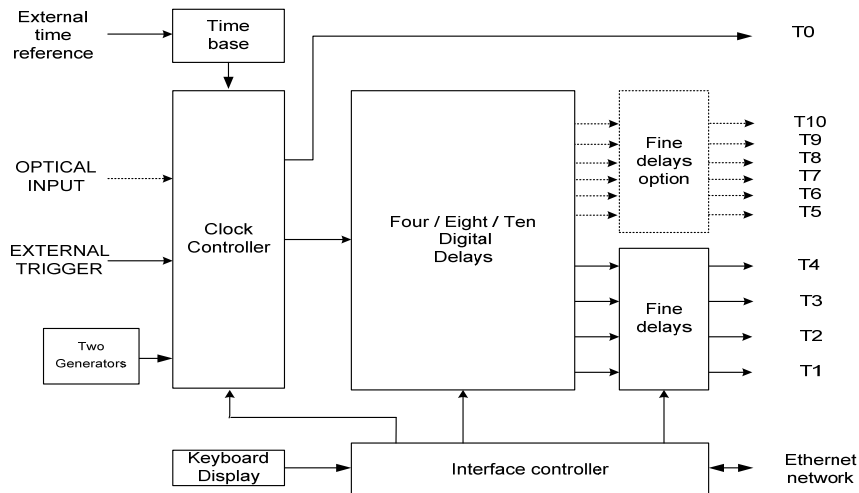 External
time
reference
Time
base
T0
OPTICAL
INPUT
EXTERNAL
TRIGGER
Two
Generators
Clock
Controller
Four / Eight / Ten
Digital
Delays
Fine
delays
option
T10
T9
T8
T7
T6
T5
Fine
delays
T4
T3
T2
T1
Keyboard
Display
Interface controller
Ethernet
network